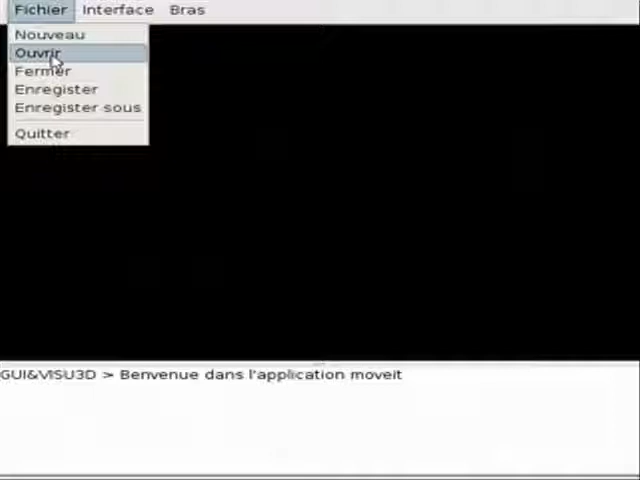 Fichier Interface Bras
Nouveau
Ouvrir
Fermer
Enregister
Enregister sous
Quitter
GUI&VISU3D > Benvenue dans l'application moveit